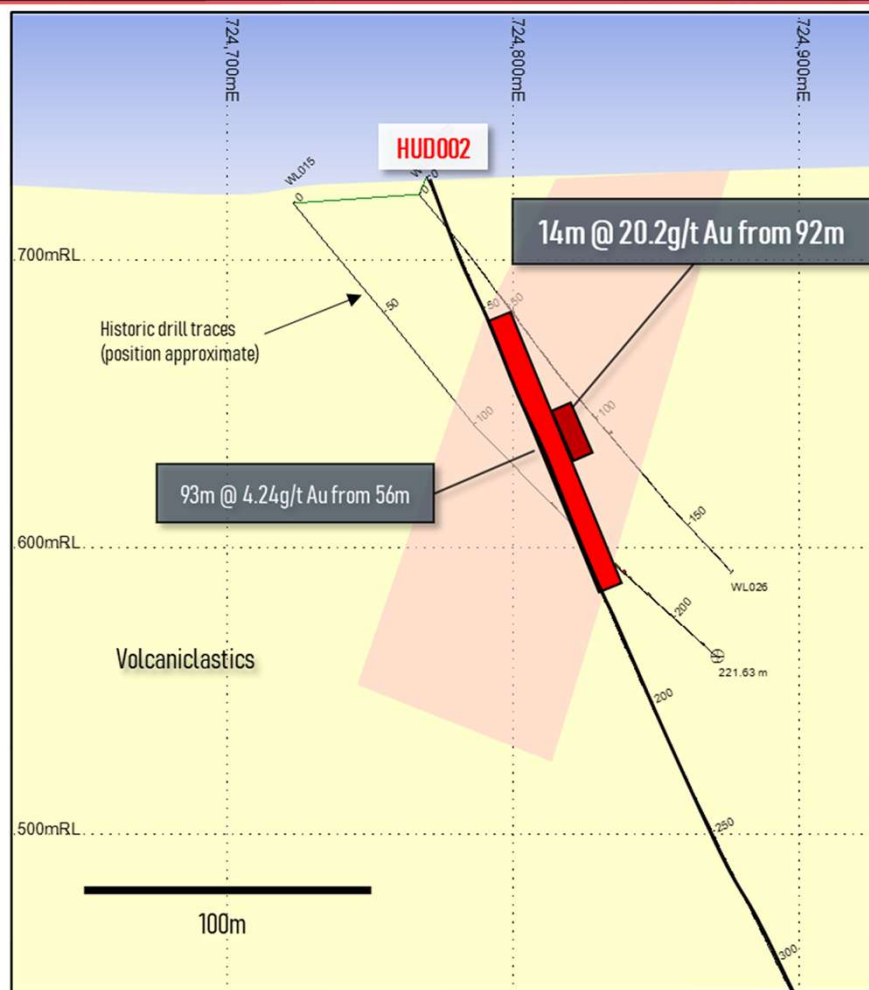 724,700mE
724,800mE
724,900mE
WL015
HUD002
0
0
14m @ 20.2g/t Au from 92m
700mRL
50
50
50
Historic drill traces
(position approximate)
100
100
93m @ 4.24g/t Au from 56m
150
600mRL
WL026
200
Volcaniclastics
221.63 m
200
500mRL
250
100m
300